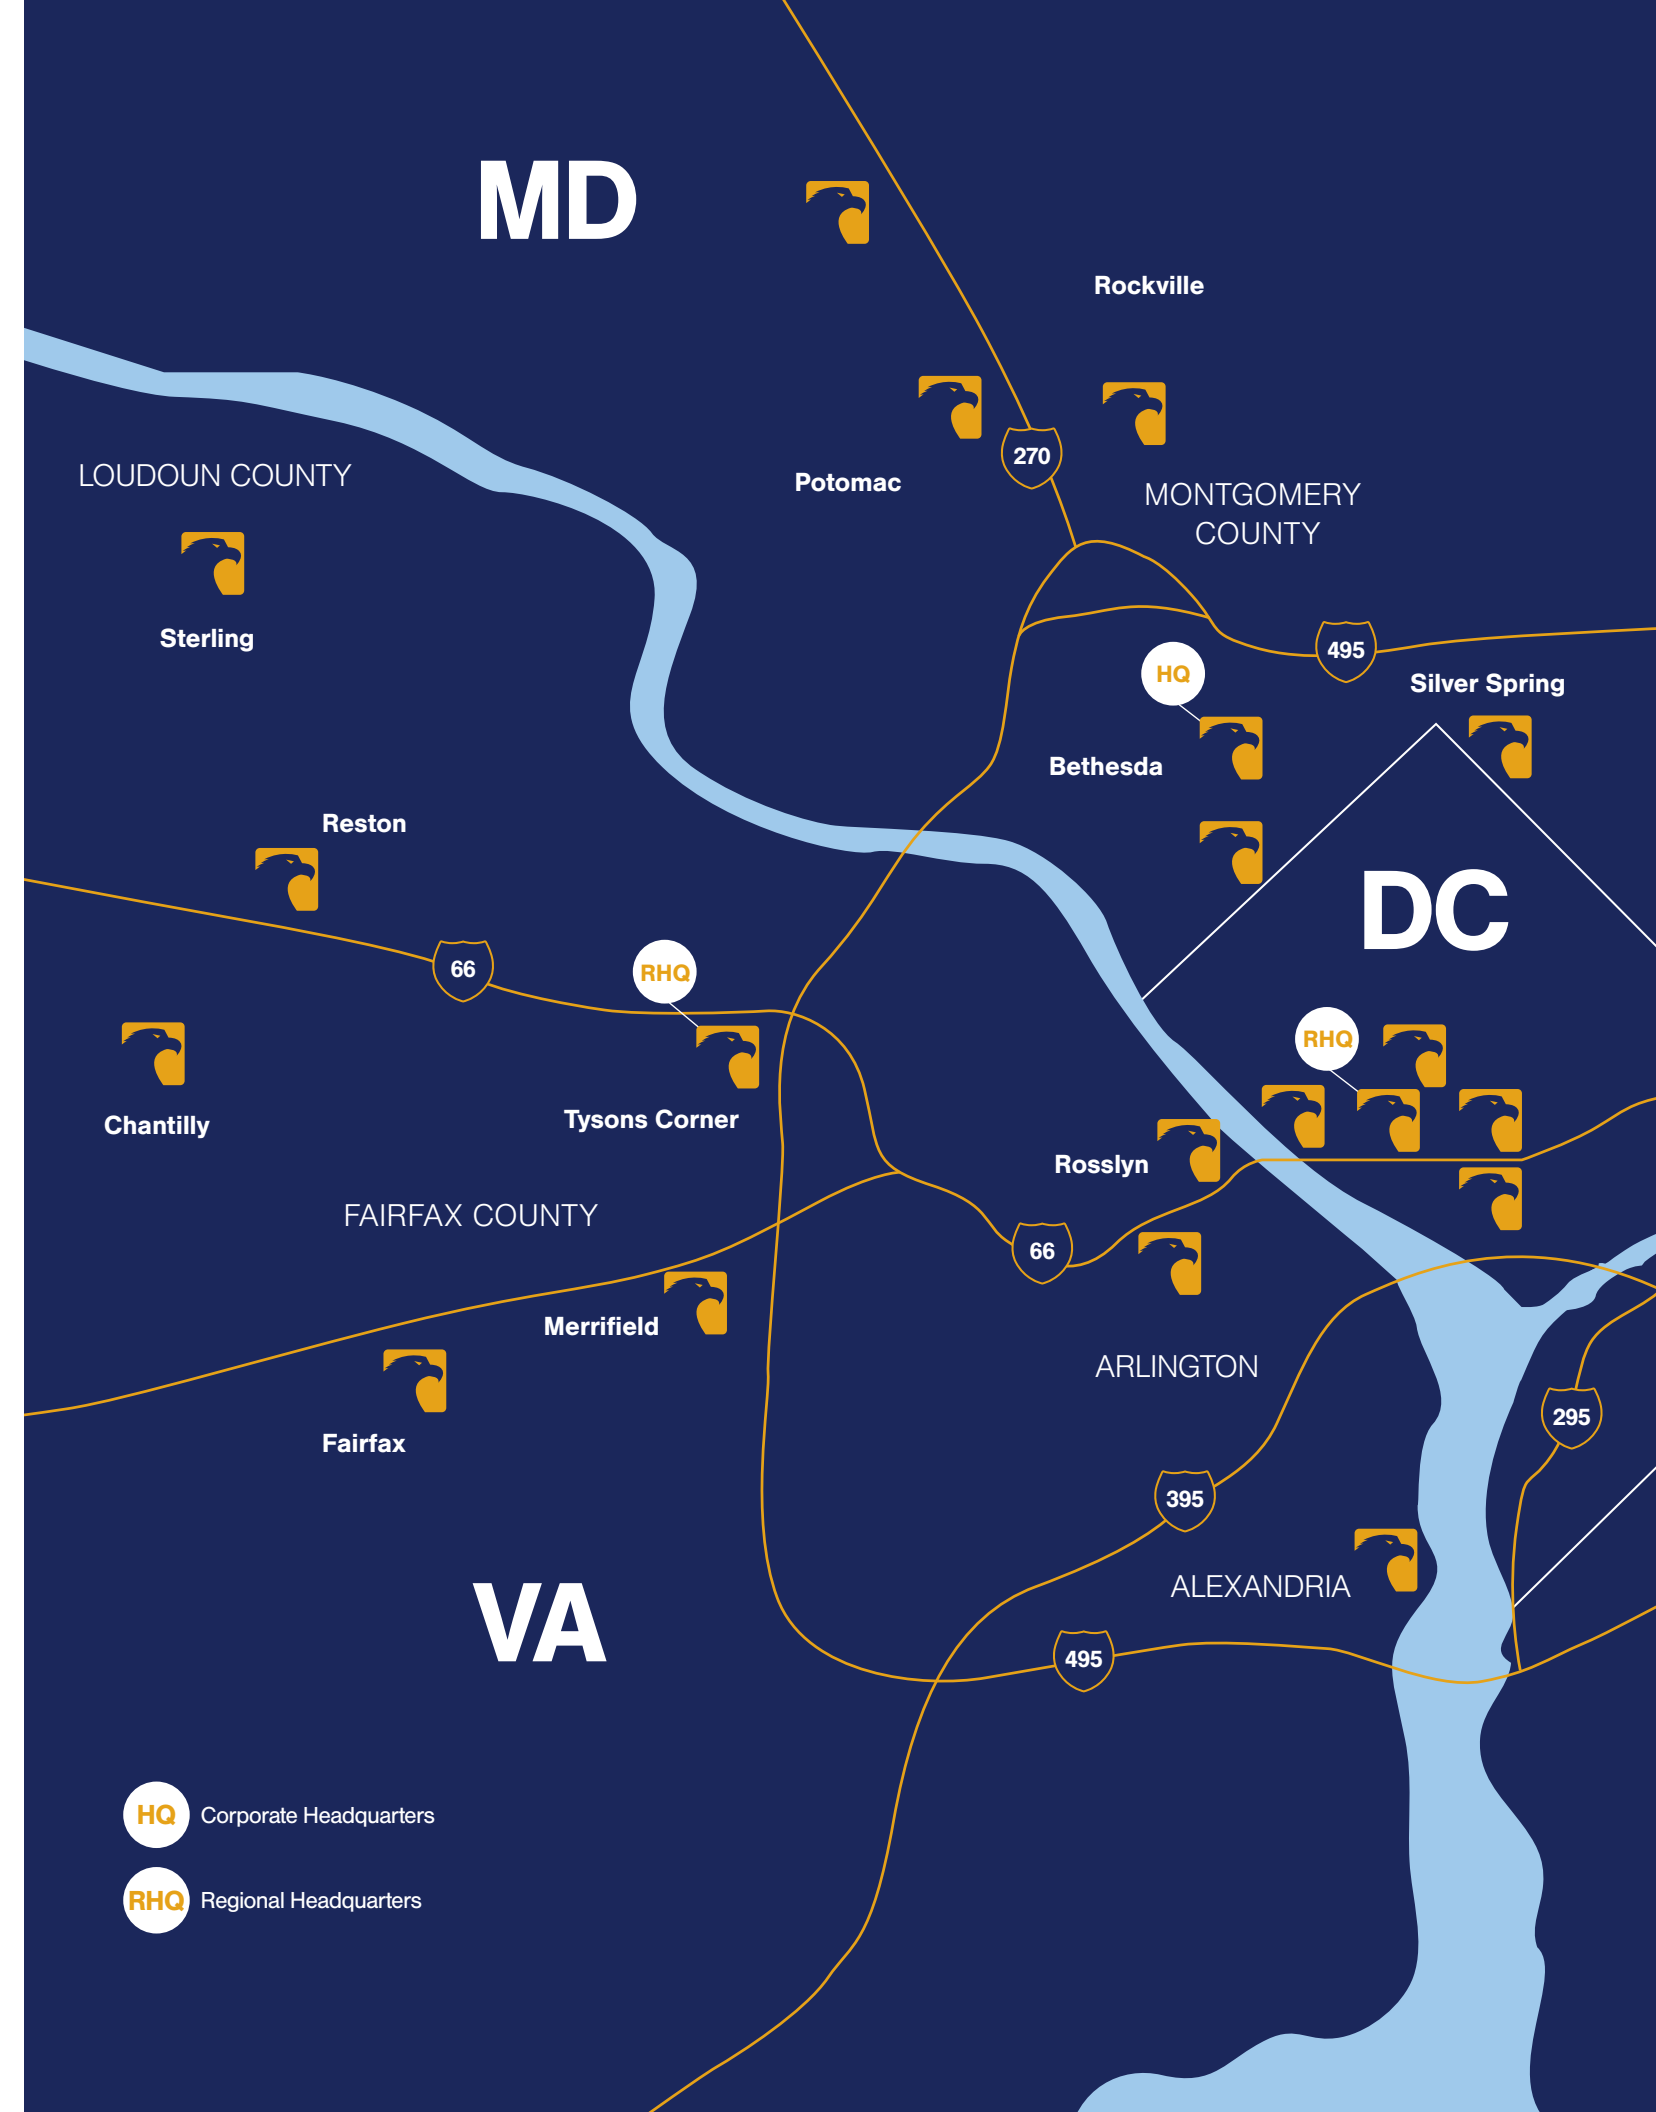 MD
Rockville
270
Potomac
LOUDOUN COUNTY
MONTGOMERY
COUNTY
Sterling
495
HQ
Silver Spring
Bethesda
Reston
DC
66
RHQ
RHQ
Chantilly
Tysons Corner
Rosslyn
FAIRFAX COUNTY
66
Merrifield
ARLINGTON
295
Fairfax
395
ALEXANDRIA
VA
495
HQ Corporate Headquarters
RHQ Regional Headquarters